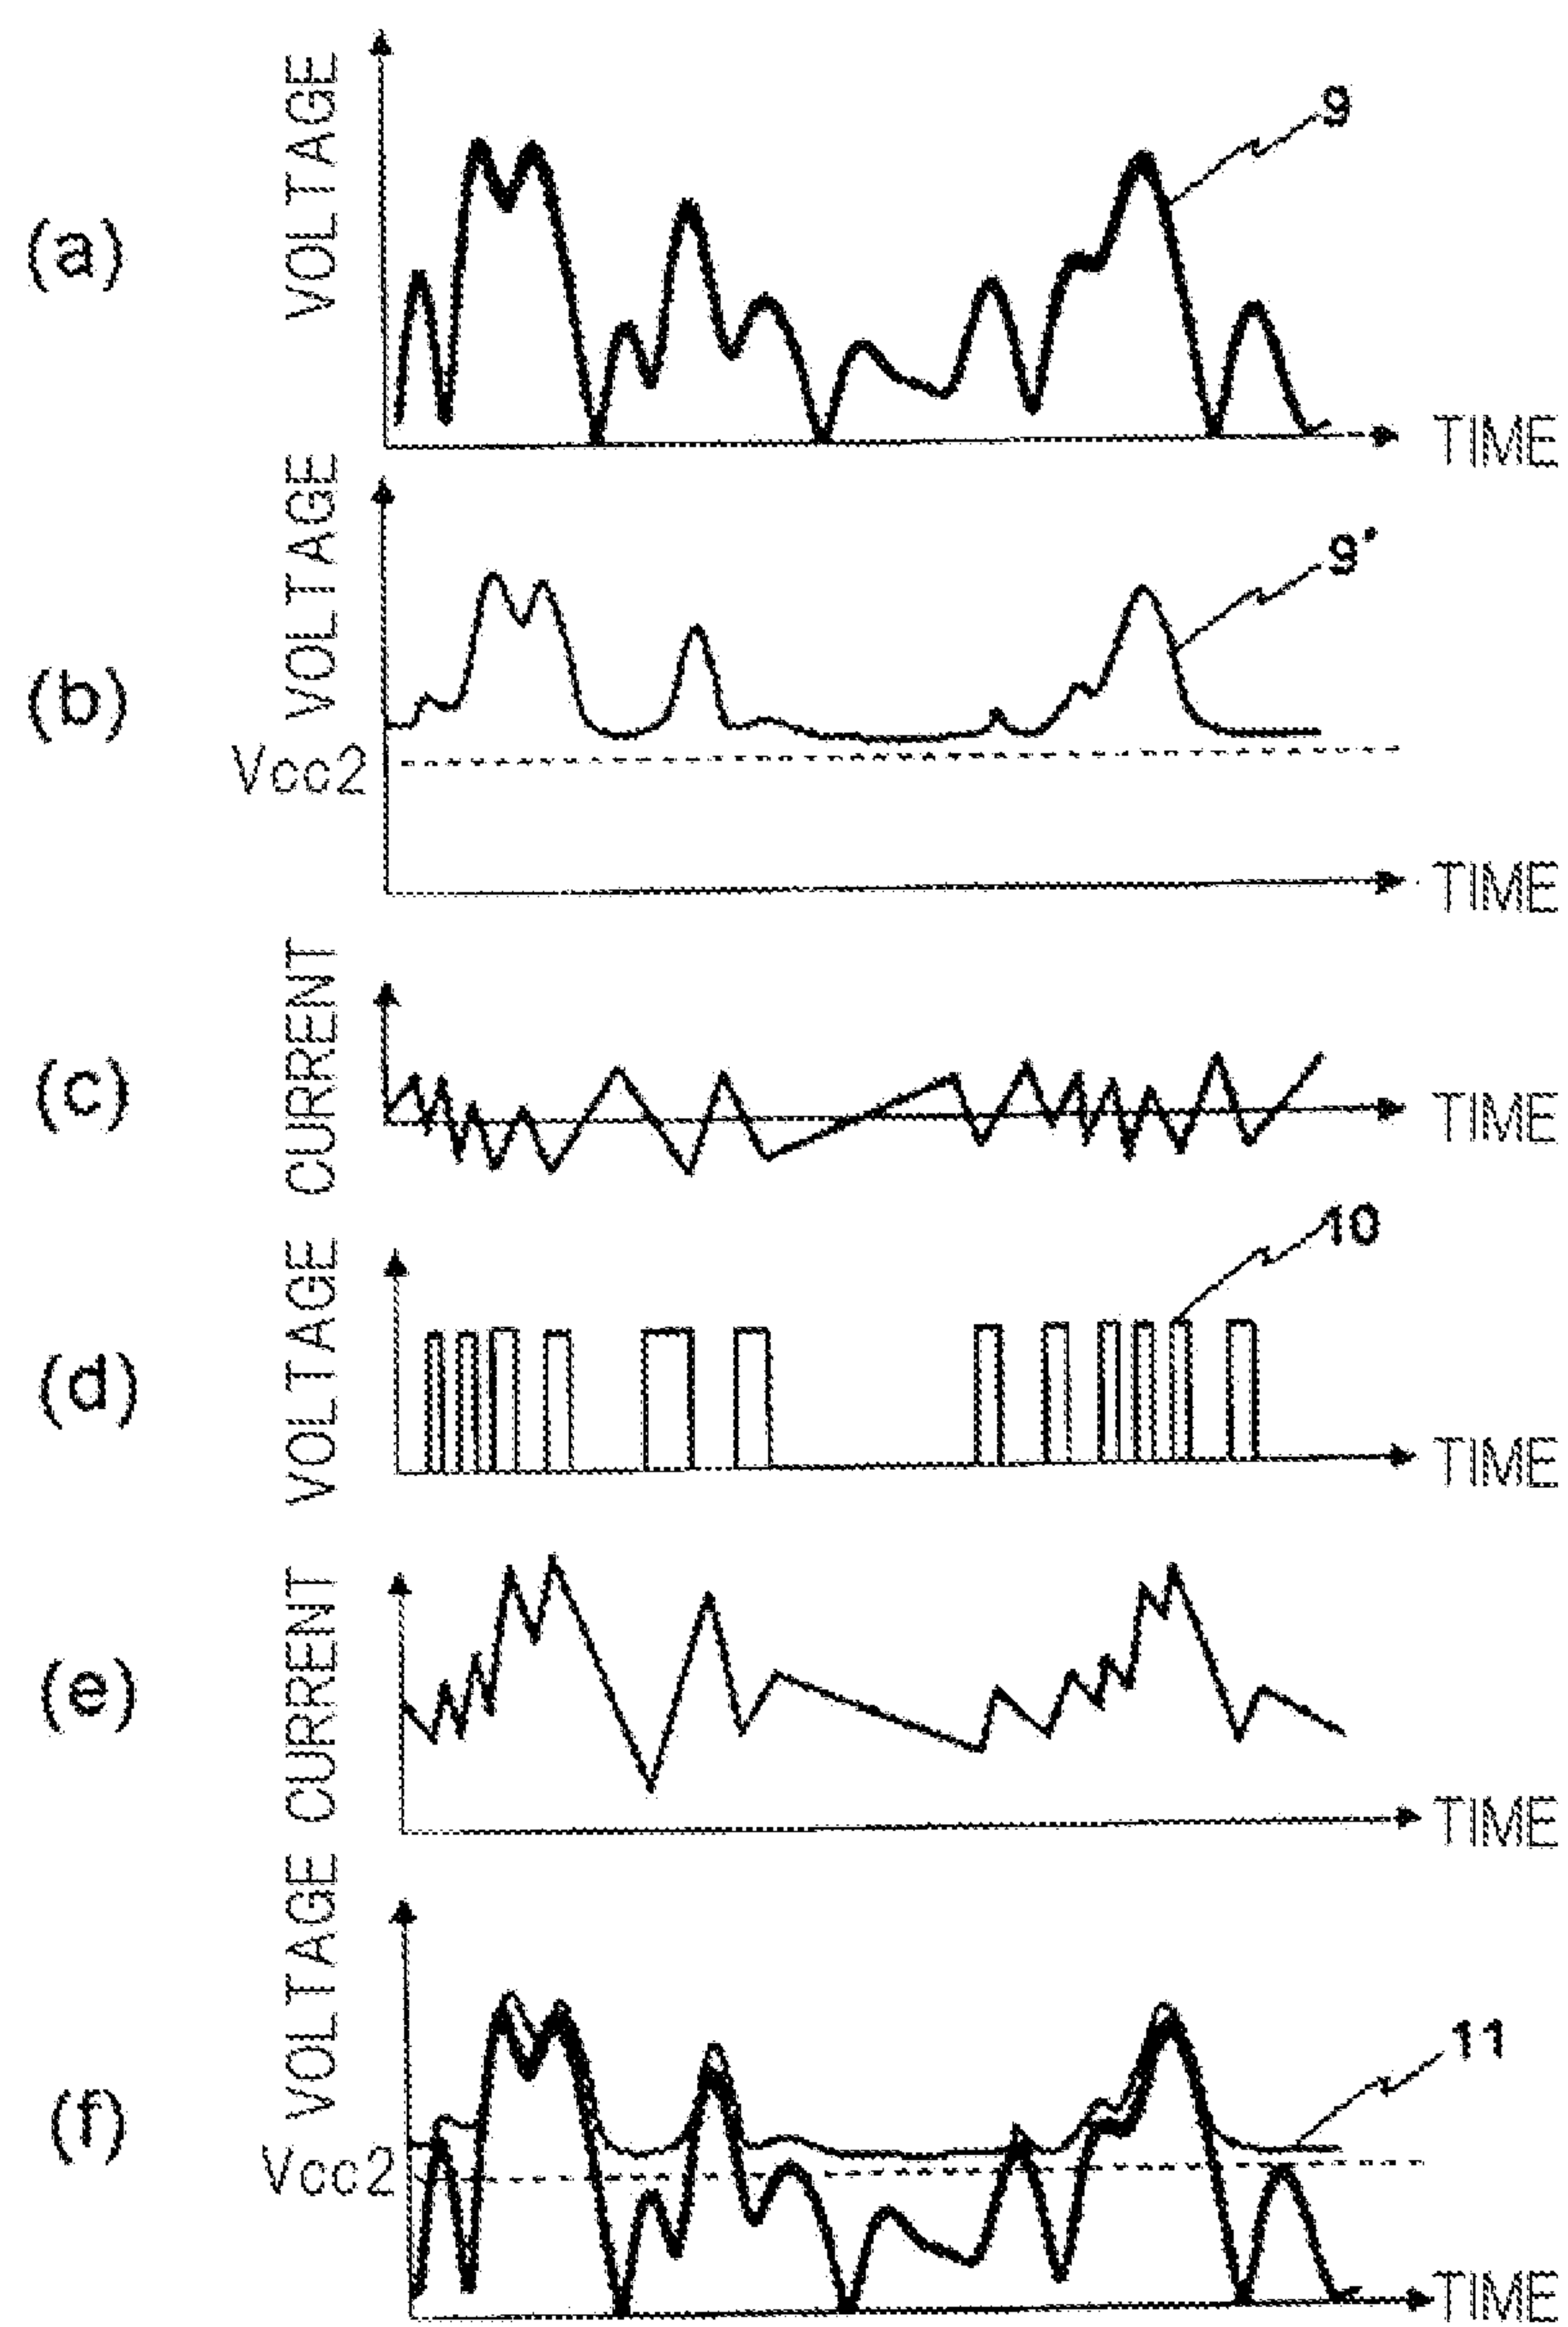 (a)
VOLTAGE
9
TIME
(b)
VOLTAGE
9'
Vcc2
TIME
(c)
CURRENT
TIME
(d)
VOLTAGE
10
TIME
(e)
CURRENT
TIME
(f)
VOLTAGE
11
Vcc2
TIME